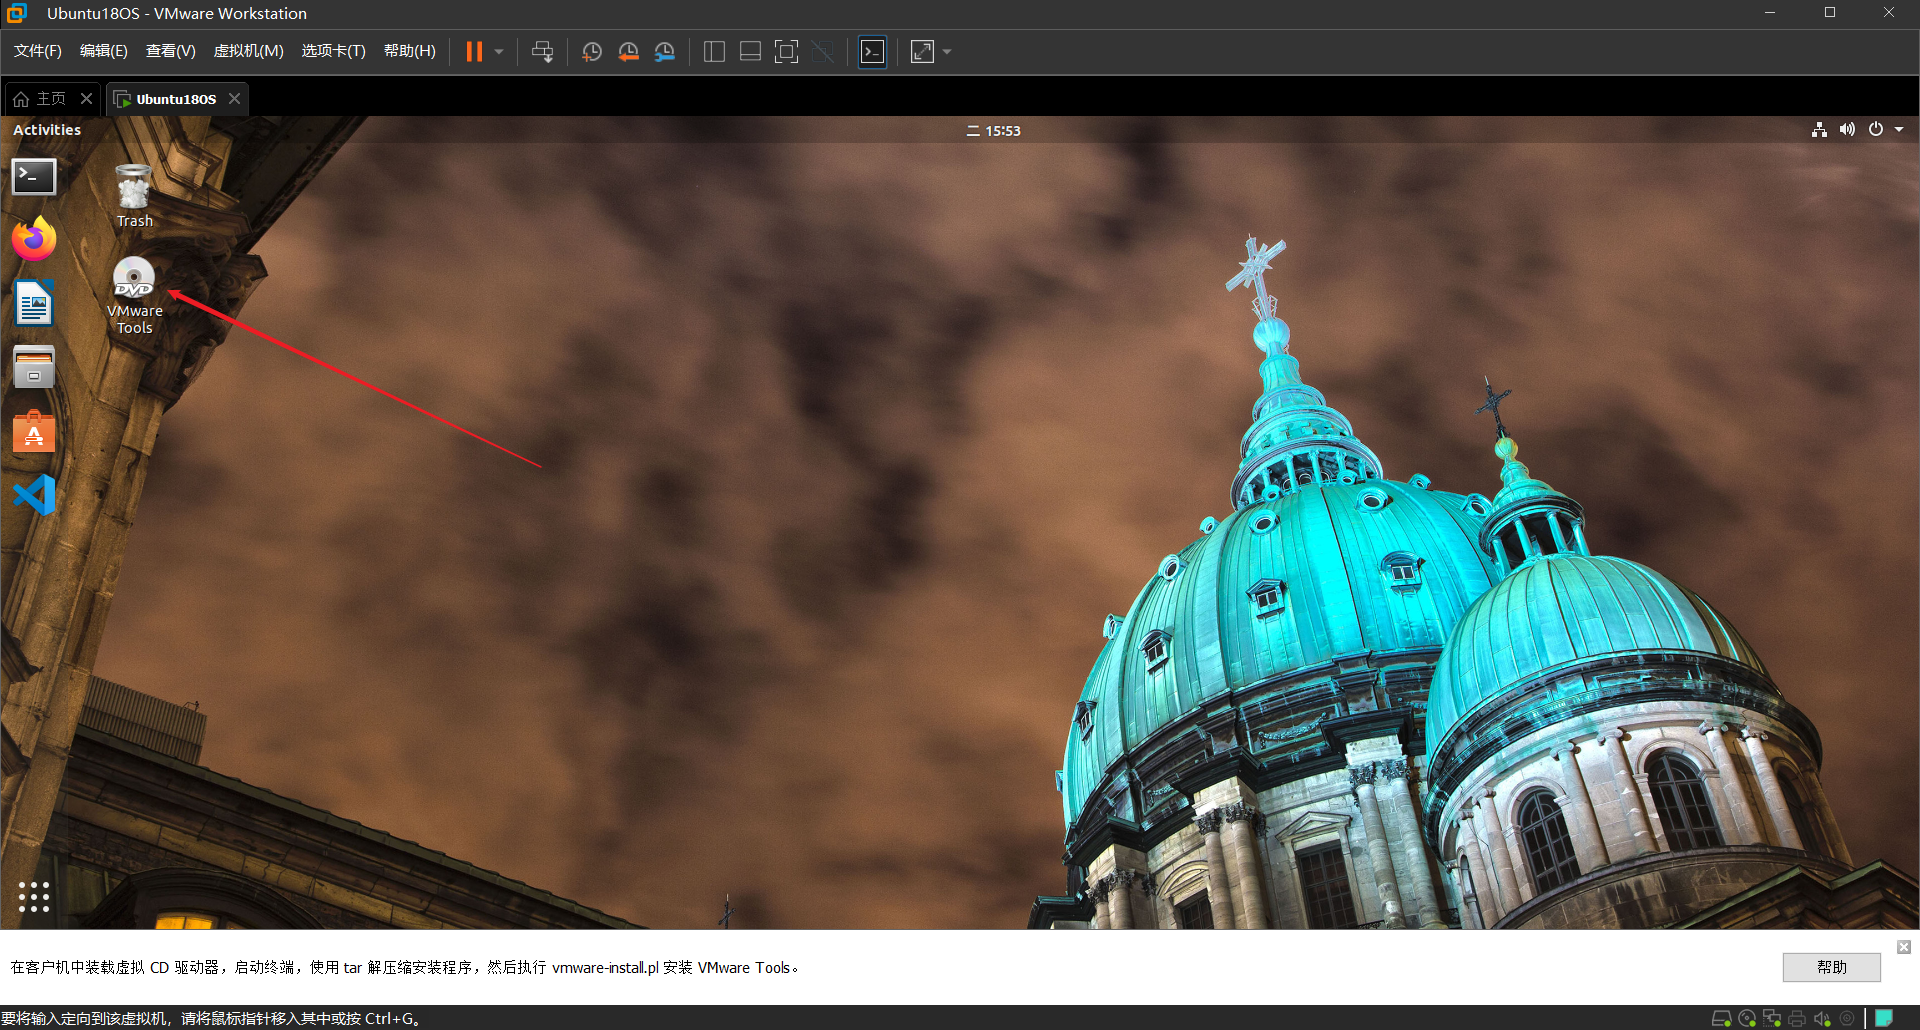 Ubuntu18OS - VMware Workstation
文件(F) 编辑(E) 查看(V) 虚拟机(M) 选项卡(T) 帮助(H)
主页 Ubuntu18OS
Activities
二 15:53
Trash
DVD
VMware
Tools
在客户机中装载虚拟 CD 驱动器，启动终端，使用 tar 解压缩安装程序，然后执行 vmware-install.pl 安装 VMware Tools。
帮助
要将输入定向到该虚拟机，请将鼠标指针移入其中或按 Ctrl+G。